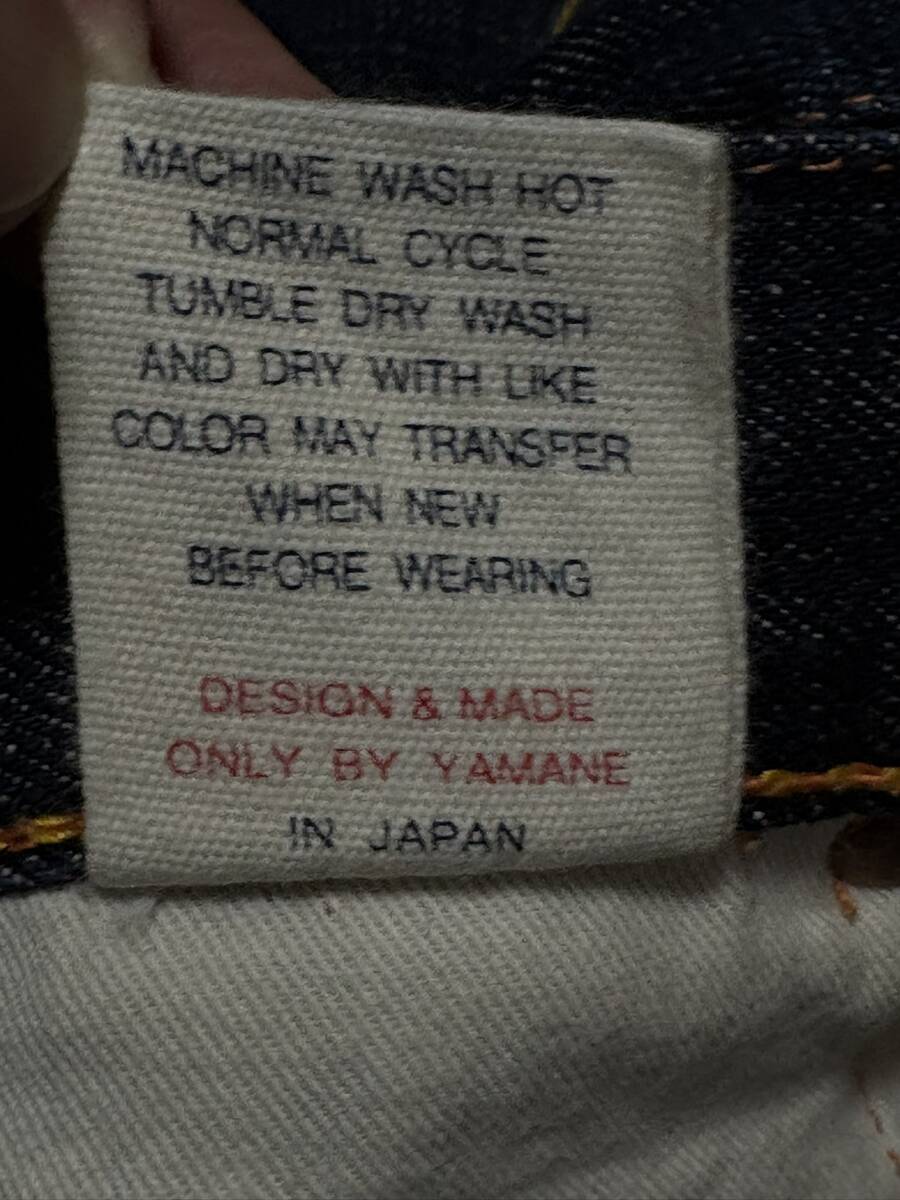 MACHINE WASH HOT
NORMAL CYCLE
TUMBLE DRY WASH
AND DRY WITH LIKE
COLOR MAY TRANSFER
WHEN NEW
BEFORE WEARING
DESIGN & MADE
ONLY BY YAMANE
IN JAPAN